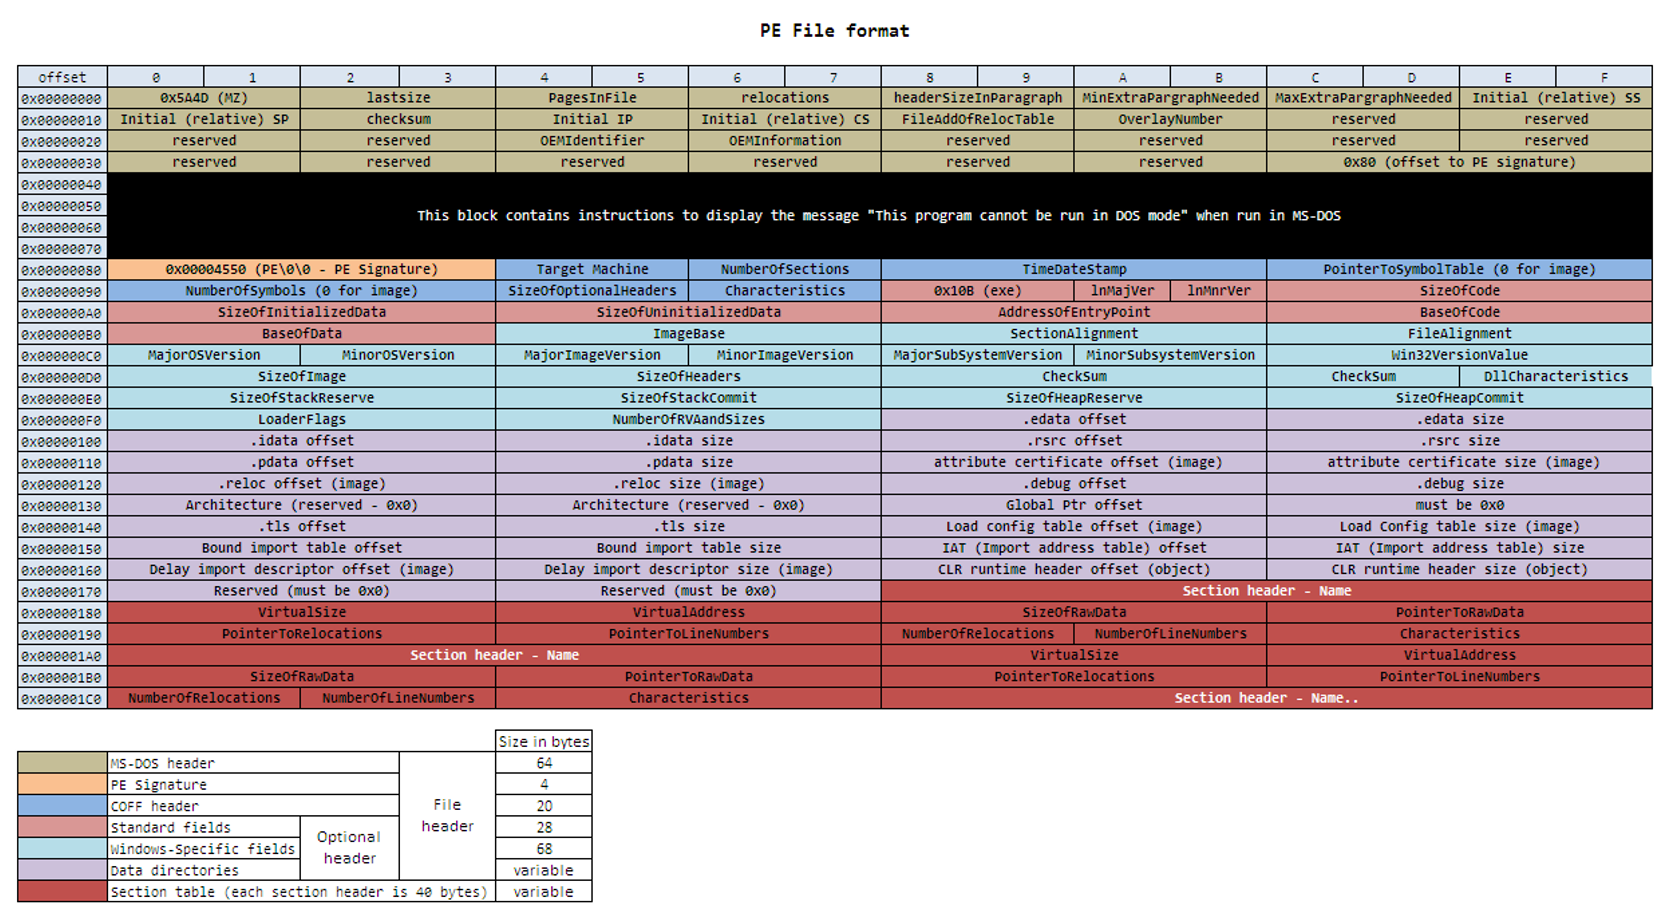 PE File format
offset 0 1 2 3 4 5 6 7 8 9 A B C D E F
0x00000000 0x5A4D (MZ) lastsize PagesInFile relocations headerSizeInParagraph MinExtraPargraphNeeded MaxExtraPargraphNeeded Initial (relative) SS
0x00000010 Initial (relative) SP checksum Initial IP Initial (relative) CS FileAddOfRelocTable OverlayNumber reserved reserved
0x00000020 reserved reserved OEMIdentifier OEMInformation reserved reserved reserved reserved
0x00000030 reserved reserved reserved reserved reserved reserved 0x80 (offset to PE signature)
0x00000040
0x00000050
This block contains instructions to display the message "This program cannot be run in DOS mode" when run in MS-DOS
0x00000060
0x00000070
0x00000080 0x00004550 (PE\0\0 - PE Signature) Target Machine NumberOfSections TimeDateStamp PointerToSymbolTable (0 for image)
0x00000090 NumberOfSymbols (0 for image) SizeOfOptionalHeaders Characteristics 0x10B (exe) lnMajVer lnMnrVer SizeOfCode
0x000000A0 SizeOfInitializedData SizeOfUninitializedData AddressOfEntryPoint BaseOfCode
0x000000B0 BaseOfData ImageBase SectionAlignment FileAlignment
0x000000C0 MajorOSVersion MinorOSVersion MajorImageVersion MinorImageVersion MajorSubSystemVersion MinorSubsystemVersion Win32VersionValue
0x000000D0 SizeOfImage SizeOfHeaders CheckSum CheckSum DllCharacteristics
0x000000E0 SizeOfStackReserve SizeOfStackCommit SizeOfHeapReserve SizeOfHeapCommit
0x000000F0 LoaderFlags NumberOfRVAandSizes .edata offset .edata size
0x00000100 .idata offset .idata size .rsrc offset .rsrc size
0x00000110 .pdata offset .pdata size attribute certificate offset (image) attribute certificate size (image)
0x00000120 .reloc offset (image) .reloc size (image) .debug offset .debug size
0x00000130 Architecture (reserved - 0x0) Architecture (reserved - 0x0) Global Ptr offset must be 0x0
0x00000140 .tls offset .tls size Load config table offset (image) Load Config table size (image)
0x00000150 Bound import table offset Bound import table size IAT (Import address table) offset IAT (Import address table) size
0x00000160 Delay import descriptor offset (image) Delay import descriptor size (image) CLR runtime header offset (object) CLR runtime header size (object)
0x00000170 Reserved (must be 0x0) Reserved (must be 0x0) Section header - Name
0x00000180 VirtualSize VirtualAddress SizeOfRawData PointerToRawData
0x00000190 PointerToRelocations PointerToLineNumbers NumberOfRelocations NumberOfLineNumbers Characteristics
0x000001A0 Section header - Name VirtualSize VirtualAddress
0x000001B0 SizeOfRawData PointerToRawData PointerToRelocations PointerToLineNumbers
0x000001C0 NumberOfRelocations NumberOfLineNumbers Characteristics Section header - Name..
Size in bytes
MS-DOS header 64
PE Signature 4
COFF header 20
File header
Standard fields 28
Optional header
Windows-Specific fields 68
Data directories variable
Section table (each section header is 40 bytes) variable